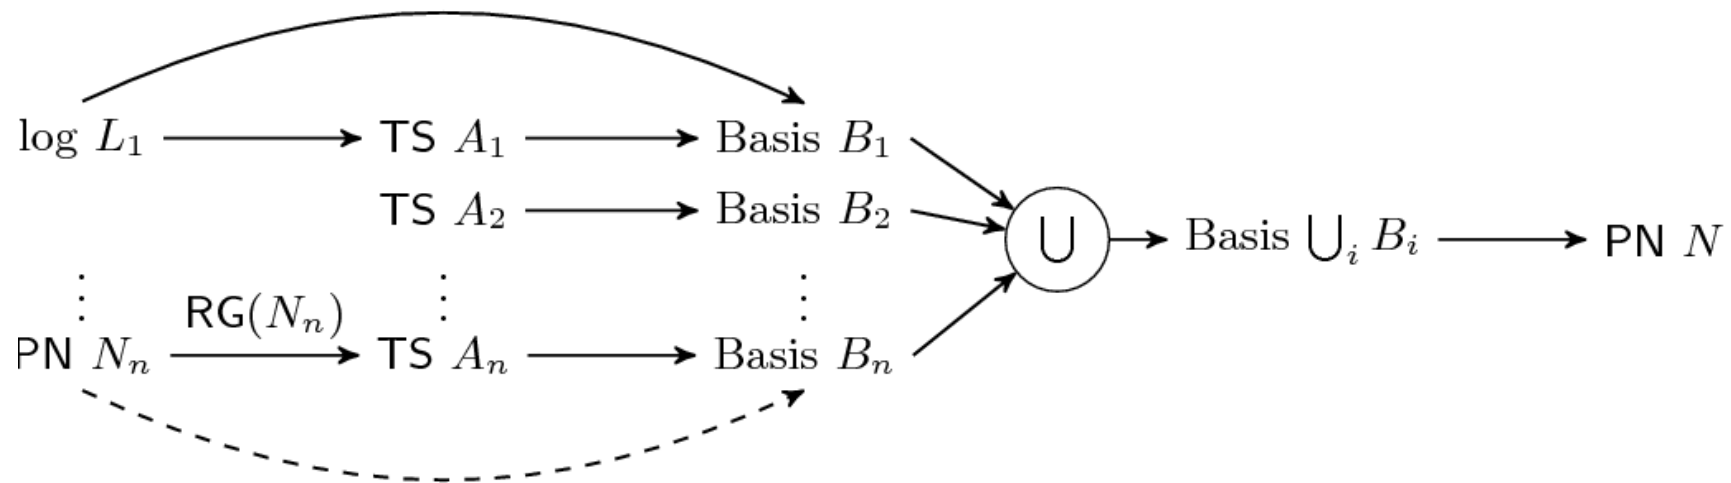 log L₁ TS A₁ Basis B₁
TS A₂ Basis B₂
⋃ Basis ⋃ᵢ Bᵢ PN N
⋮ ⋮ ⋮
RG(Nₙ)
PN Nₙ TS Aₙ Basis Bₙ